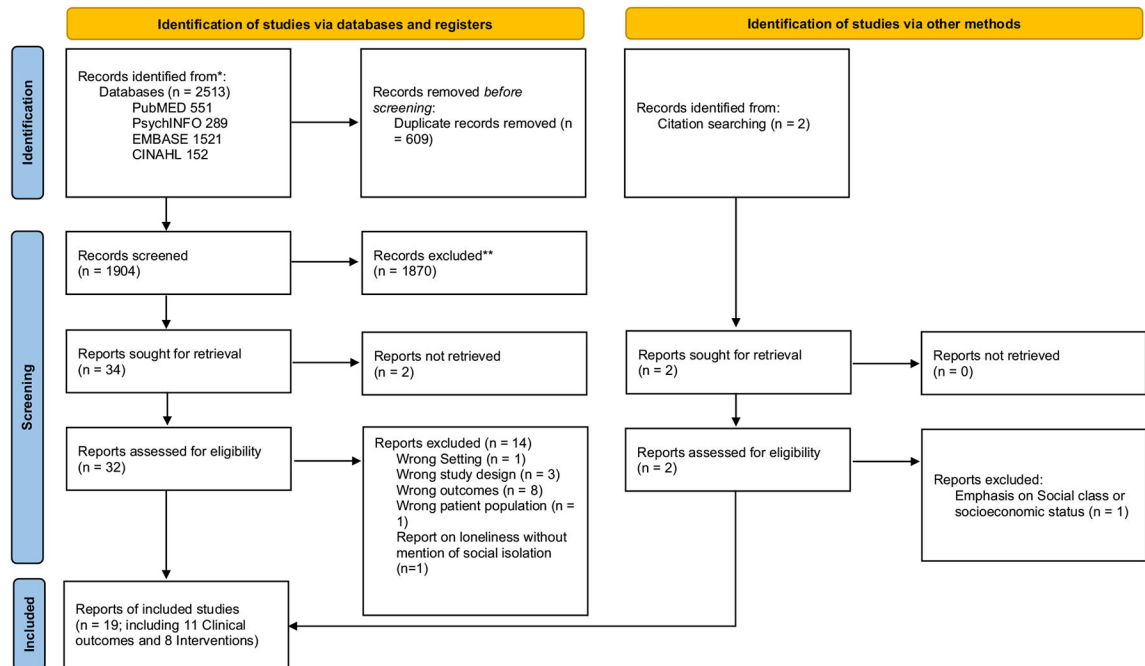 Identification of studies via databases and registers
Identification of studies via other methods
Identification
Records identified from*:
Databases (n = 2513)
PubMED 551
PsychINFO 289
EMBASE 1521
CINAHL 152
Records removed before
screening:
Duplicate records removed (n
= 609)
Records identified from:
Citation searching (n = 2)
Screening
Records screened
(n = 1904)
Records excluded**
(n = 1870)
Reports sought for retrieval
(n = 34)
Reports not retrieved
(n = 2)
Reports sought for retrieval
(n = 2)
Reports not retrieved
(n = 0)
Reports assessed for eligibility
(n = 32)
Reports excluded (n = 14)
Wrong Setting (n = 1)
Wrong study design (n = 3)
Wrong outcomes (n = 8)
Wrong patient population (n =
1)
Report on loneliness without
mention of social isolation
(n=1)
Reports assessed for eligibility
(n = 2)
Reports excluded:
Emphasis on Social class or
socioeconomic status (n = 1)
Included
Reports of included studies
(n = 19; including 11 Clinical
outcomes and 8 Interventions)